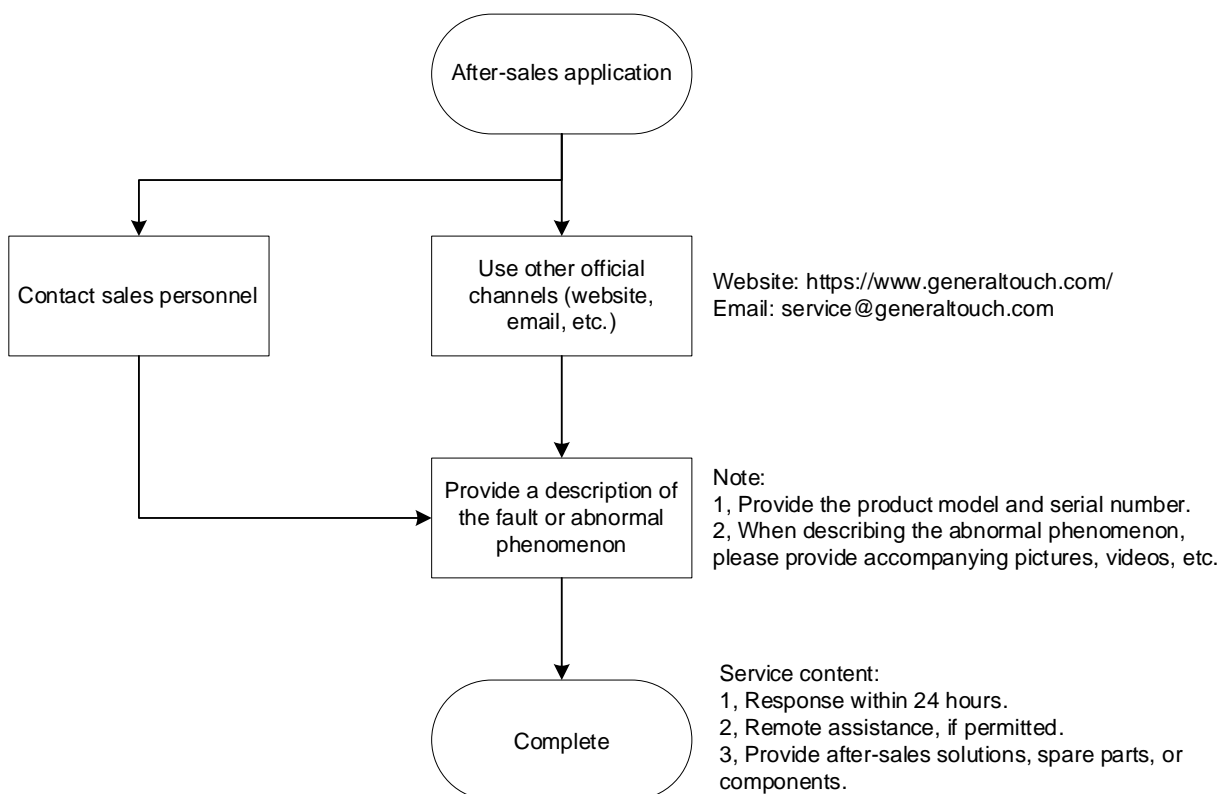 After-sales application
Contact sales personnel
Use other official
channels (website,
email, etc.)
Website: https://www.generaltouch.com/
Email: service@generaltouch.com
Provide a description of
the fault or abnormal
phenomenon
Note:
1, Provide the product model and serial number.
2, When describing the abnormal phenomenon,
please provide accompanying pictures, videos, etc.
Complete
Service content:
1, Response within 24 hours.
2, Remote assistance, if permitted.
3, Provide after-sales solutions, spare parts, or
components.